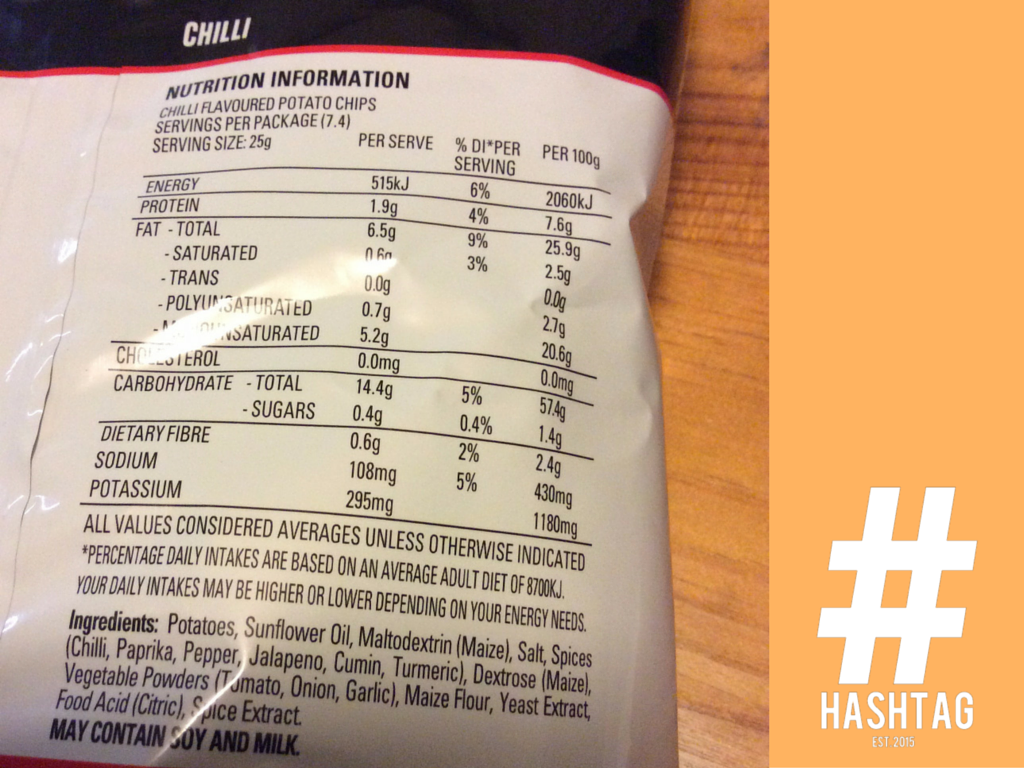 CHILLI
NUTRITION INFORMATION
CHILLI FLAVOURED POTATO CHIPS
SERVINGS PER PACKAGE (7.4)
SERVING SIZE: 25g PER SERVE % DI*PER SERVING PER 100g
ENERGY 515kJ 6% 2060kJ
PROTEIN 1.9g 4% 7.6g
FAT - TOTAL 6.5g 9% 25.9g
- SATURATED 0.6g 3% 2.5g
- TRANS 0.0g 0.0g
- POLYUNSATURATED 0.7g 2.7g
- MONOUNSATURATED 5.2g 20.6g
CHOLESTEROL 0.0mg 0.0mg
CARBOHYDRATE - TOTAL 14.4g 5% 57.4g
- SUGARS 0.4g 0.4% 1.4g
DIETARY FIBRE 0.6g 2% 2.4g
SODIUM 108mg 5% 430mg
POTASSIUM 295mg 1180mg
ALL VALUES CONSIDERED AVERAGES UNLESS OTHERWISE INDICATED
*PERCENTAGE DAILY INTAKES ARE BASED ON AN AVERAGE ADULT DIET OF 8700KJ.
YOUR DAILY INTAKES MAY BE HIGHER OR LOWER DEPENDING ON YOUR ENERGY NEEDS.
Ingredients: Potatoes, Sunflower Oil, Maltodextrin (Maize), Salt, Spices
(Chilli, Paprika, Pepper, Jalapeno, Cumin, Turmeric), Dextrose (Maize),
Vegetable Powders (Tomato, Onion, Garlic), Maize Flour, Yeast Extract,
Food Acid (Citric), Spice Extract.
MAY CONTAIN SOY AND MILK.
#
HASHTAG
EST 2015